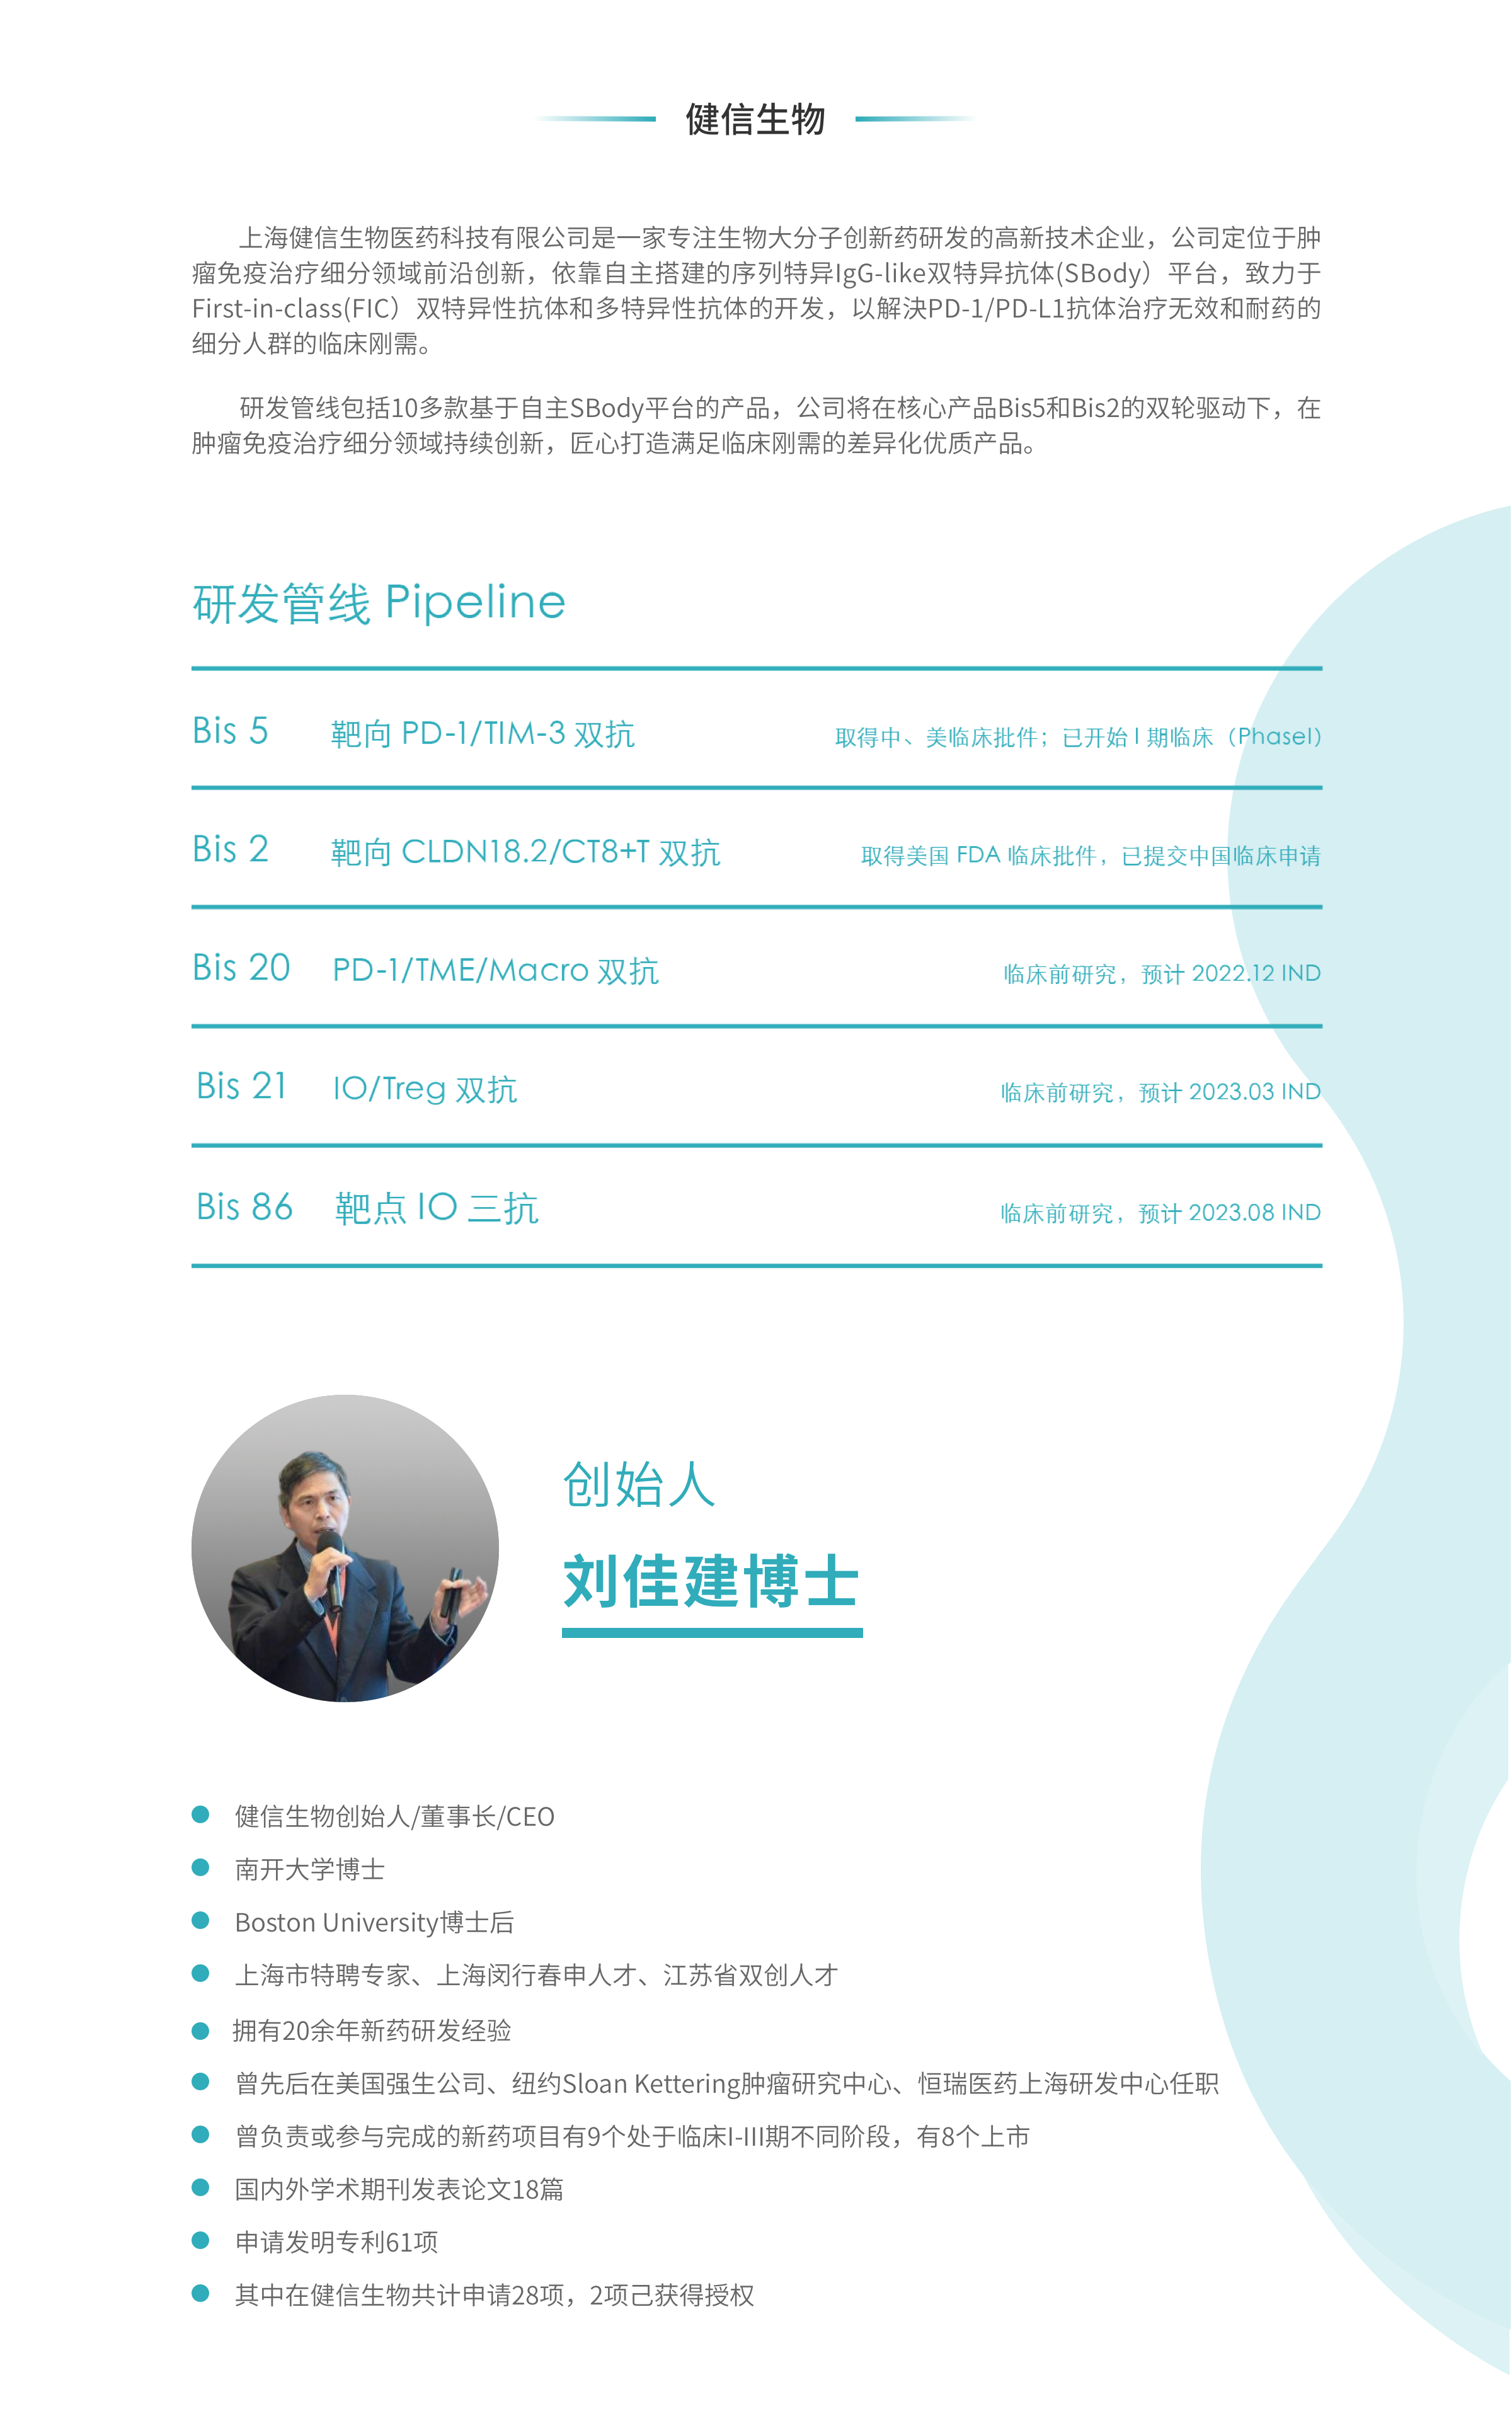 健信生物
上海健信生物医药科技有限公司是一家专注生物大分子创新药研发的高新技术企业，公司定位于肿
瘤免疫治疗细分领域前沿创新，依靠自主搭建的序列特异IgG-like双特异抗体(SBody）平台，致力于
First-in-class(FIC）双特异性抗体和多特异性抗体的开发，以解決PD-1/PD-L1抗体治疗无效和耐药的
细分人群的临床刚需。
研发管线包括10多款基于自主SBody平台的产品，公司将在核心产品Bis5和Bis2的双轮驱动下，在
肿瘤免疫治疗细分领域持续创新，匠心打造满足临床刚需的差异化优质产品。
研发管线 Pipeline
Bis 5 靶向 PD-1/TIM-3 双抗 取得中、美临床批件；已开始 I 期临床（PhaseI）
Bis 2 靶向 CLDN18.2/CT8+T 双抗 取得美国 FDA 临床批件，已提交中国临床申请
Bis 20 PD-1/TME/Macro 双抗 临床前研究，预计 2022.12 IND
Bis 21 IO/Treg 双抗 临床前研究，预计 2023.03 IND
Bis 86 靶点 IO 三抗 临床前研究，预计 2023.08 IND
创始人
刘佳建博士
健信生物创始人/董事长/CEO
南开大学博士
Boston University博士后
上海市特聘专家、上海闵行春申人才、江苏省双创人才
拥有20余年新药研发经验
曾先后在美国强生公司、纽约Sloan Kettering肿瘤研究中心、恒瑞医药上海研发中心任职
曾负责或参与完成的新药项目有9个处于临床I-III期不同阶段，有8个上市
国内外学术期刊发表论文18篇
申请发明专利61项
其中在健信生物共计申请28项，2项己获得授权